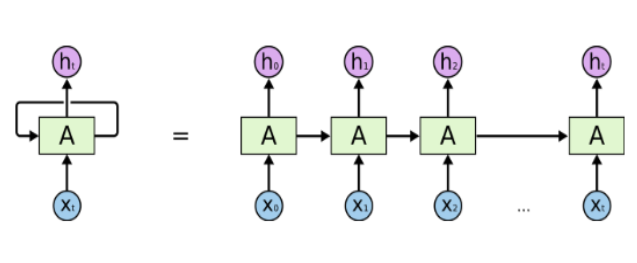 hₜ h₀ h₁ h₂ hₜ
A = A A A A
xₜ x₀ x₁ x₂ ... xₜ